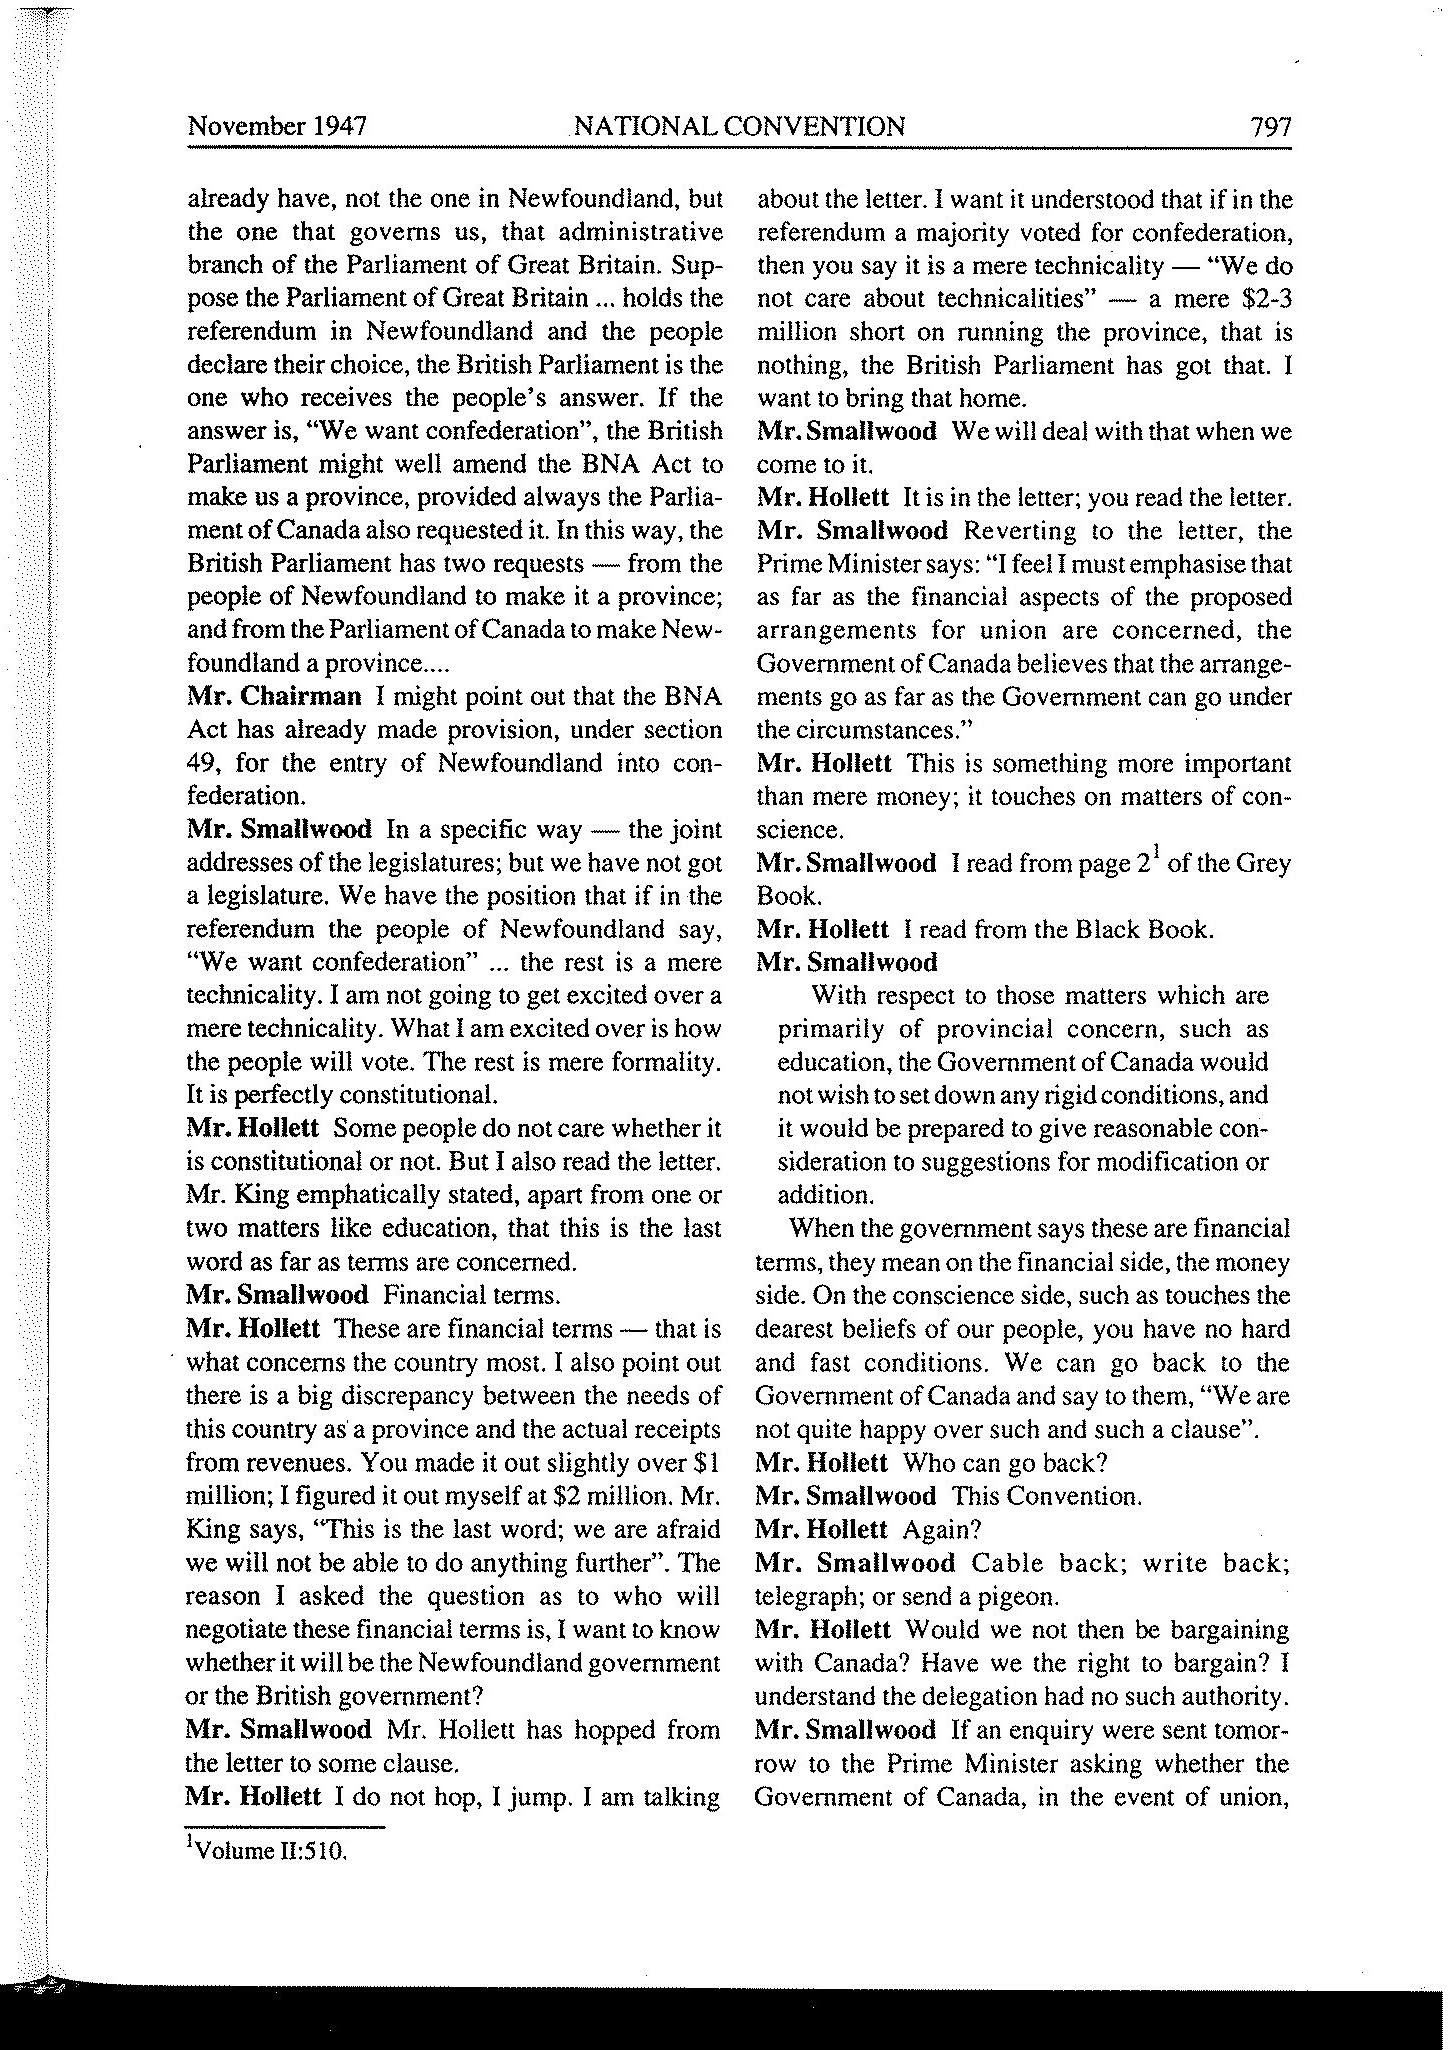 November 1947 NATIONAL CONVENTION 797
already have, not the one in Newfoundland, but
the one that governs us, that administrative
branch of the Parliament of Great Britain. Sup-
pose the Parliament of Great Britain ... holds the
referendum in Newfoundland and the people
declare their choice, the British Parliament is the
one who receives the people's answer. If the
answer is, “We want confederation”, the British
Parliament might well amend the BNA Act to
make us a province, provided always the Parlia-
ment of Canada also requested it. In this way, the
British Parliament has two requests — from the
people of Newfoundland to make it a province;
and from the Parliament of Canada to make New-
foundland a province....
Mr. Chairman I might point out that the BNA
Act has already made provision, under section
49, for the entry of Newfoundland into con-
federation.
Mr. Smallwood In a specific way — the joint
addresses of the legislatures; but we have not got
a legislature. We have the position that if in the
referendum the people of Newfoundland say,
“We want confederation” ... the rest is a mere
technicality. I am not going to get excited over a
mere technicality. What I am excited over is how
the people will vote. The rest is mere formality.
It is perfectly constitutional.
Mr. Hollett Some people do not care whether it
is constitutional or not. But I also read the letter.
Mr. King emphatically stated, apart from one or
two matters like education, that this is the last
word as far as terms are concerned.
Mr. Smallwood Financial terms.
Mr. Hollett These are financial terms — that is
what concerns the country most. I also point out
there is a big discrepancy between the needs of
this country as a province and the actual receipts
from revenues. You made it out slightly over $1
million; I figured it out myself at $2 million. Mr.
King says, “This is the last word; we are afraid
we will not be able to do anything further”. The
reason I asked the question as to who will
negotiate these financial terms is, I want to know
whether it will be the Newfoundland government
or the British government?
Mr. Smallwood Mr. Hollett has hopped from
the letter to some clause.
Mr. Hollett I do not hop, I jump. I am talking
about the letter. I want it understood that if in the
referendum a majority voted for confederation,
then you say it is a mere technicality — “We do
not care about technicalities” — a mere $2-3
million short on running the province, that is
nothing, the British Parliament has got that. I
want to bring that home.
Mr. Smallwood We will deal with that when we
come to it.
Mr. Hollett It is in the letter; you read the letter.
Mr. Smallwood Reverting to the letter, the
Prime Minister says: “I feel I must emphasise that
as far as the financial aspects of the proposed
arrangements for union are concerned, the
Government of Canada believes that the arrange-
ments go as far as the Government can go under
the circumstances.”
Mr. Hollett This is something more important
than mere money; it touches on matters of con-
science.
Mr. Smallwood I read from page 2¹ of the Grey
Book.
Mr. Hollett I read from the Black Book.
Mr. Smallwood
With respect to those matters which are
primarily of provincial concern, such as
education, the Government of Canada would
not wish to set down any rigid conditions, and
it would be prepared to give reasonable con-
sideration to suggestions for modification or
addition.
When the government says these are financial
terms, they mean on the financial side, the money
side. On the conscience side, such as touches the
dearest beliefs of our people, you have no hard
and fast conditions. We can go back to the
Government of Canada and say to them, “We are
not quite happy over such and such a clause”.
Mr. Hollett Who can go back?
Mr. Smallwood This Convention.
Mr. Hollett Again?
Mr. Smallwood Cable back; write back;
telegraph; or send a pigeon.
Mr. Hollett Would we not then be bargaining
with Canada? Have we the right to bargain? I
understand the delegation had no such authority.
Mr. Smallwood If an enquiry were sent tomor-
row to the Prime Minister asking whether the
Government of Canada, in the event of union,
¹Volume II:510.